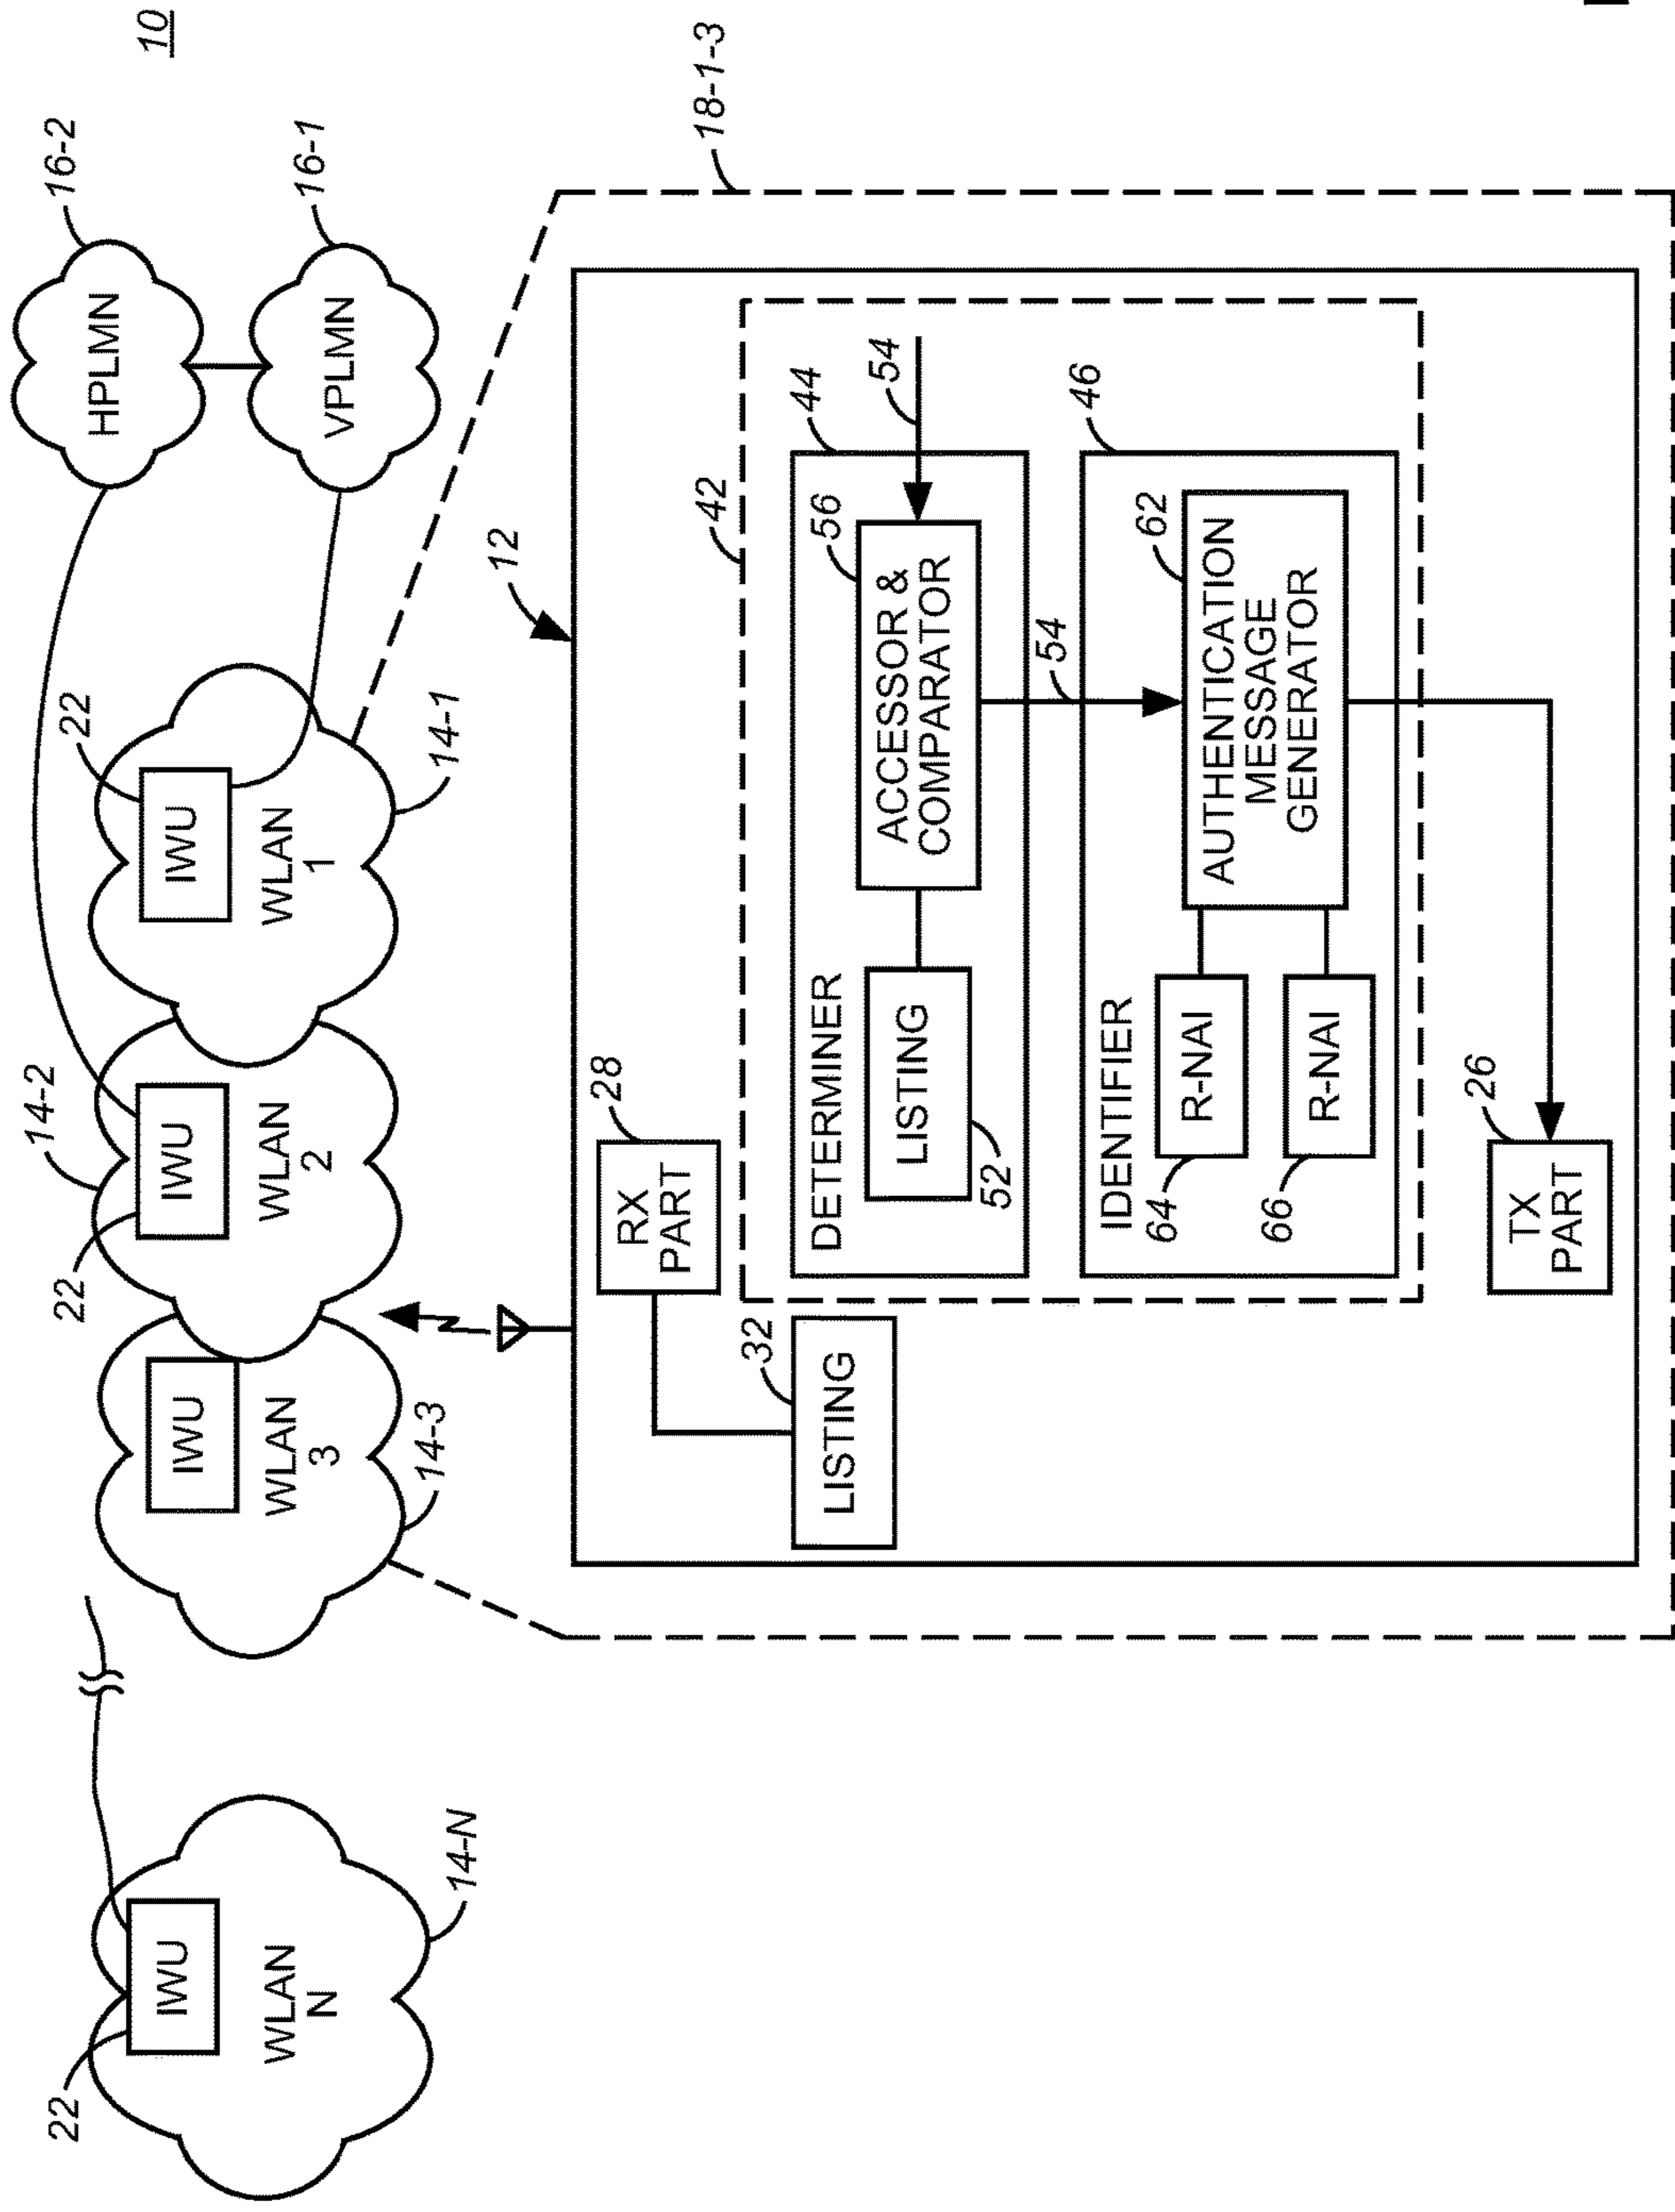 22
22
14-2
22
16-2
10
IWU
IWU
IWU
IWU
HPLMN
WLAN
N
WLAN
3
WLAN
2
WLAN
1
VPLMN
16-1
14-N
14-3
14-1
12
18-1-3
28
RX
PART
42
32
LISTING
DETERMINER
44
LISTING
52
56
ACCESSOR &
COMPARATOR
54
54
IDENTIFIER
46
64
R-NAI
62
AUTHENTICATION
MESSAGE
GENERATOR
66
R-NAI
26
TX
PART